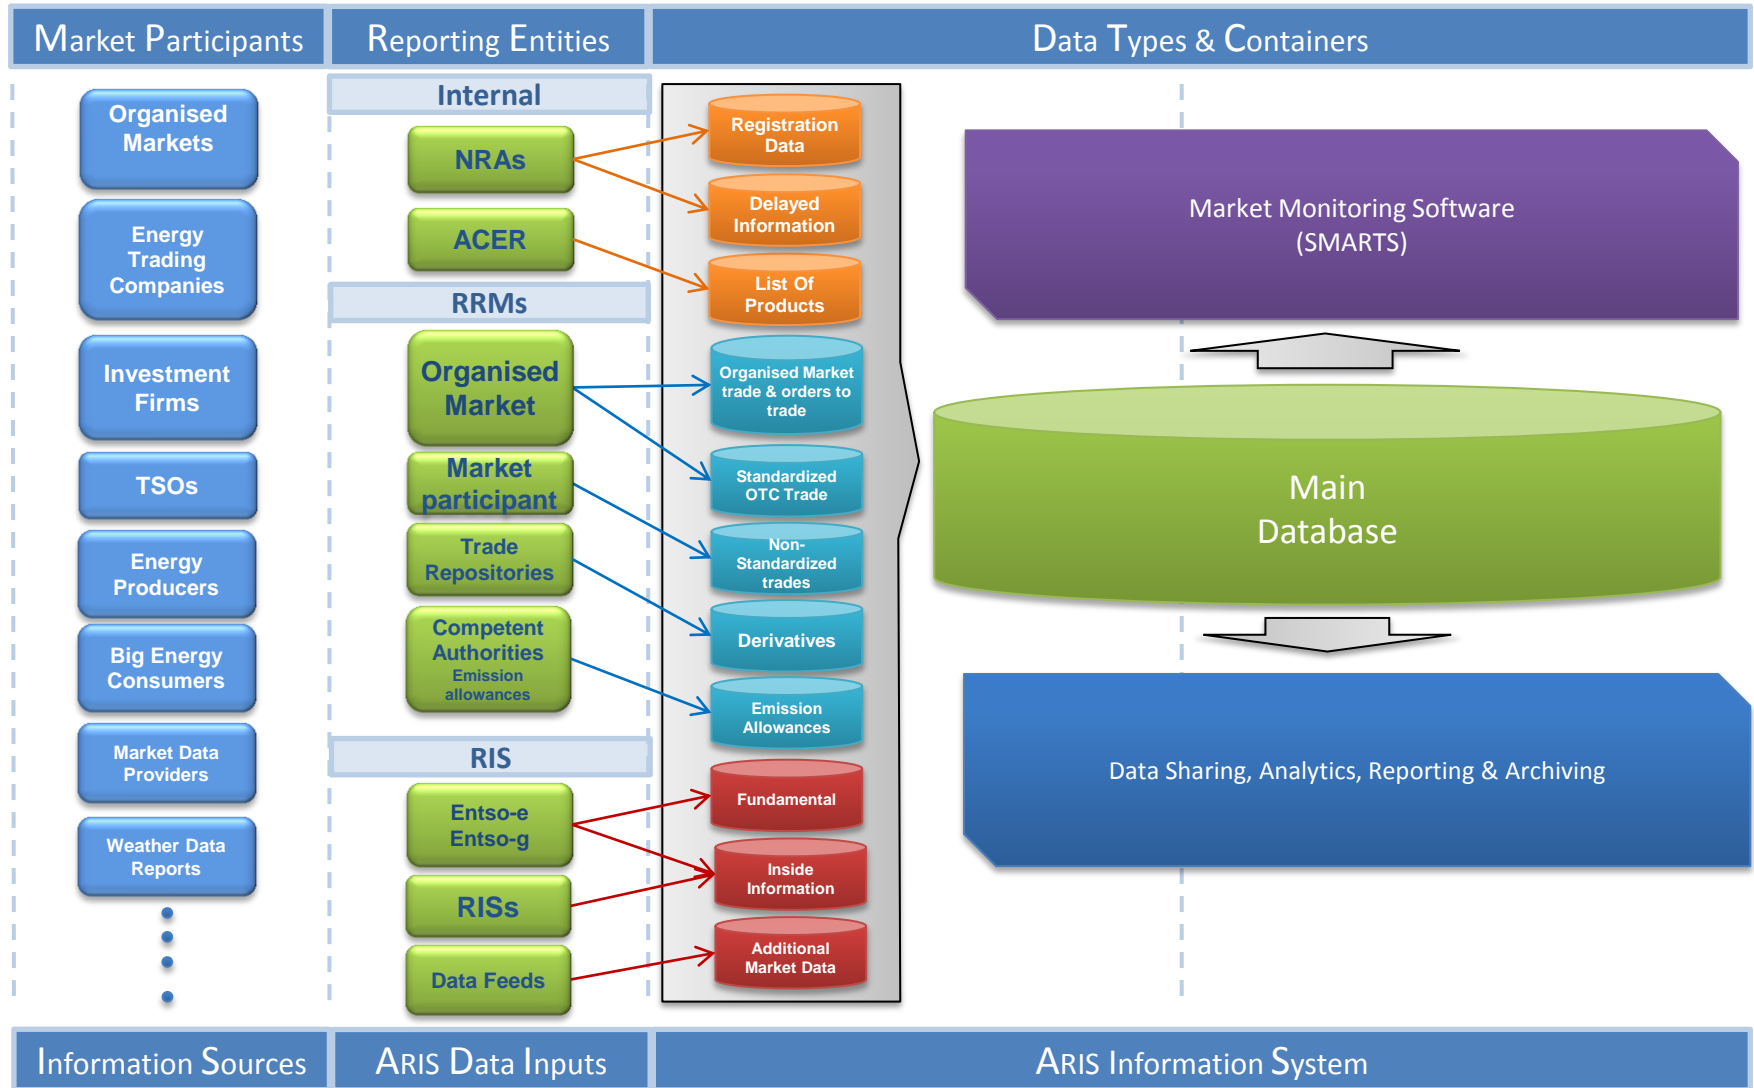 Market Participants
Reporting Entities
Data Types & Containers
Organised
Markets
Energy
Trading
Companies
Investment
Firms
TSOs
Energy
Producers
Big Energy
Consumers
Market Data
Providers
Weather Data
Reports
Internal
NRAs
ACER
RRMs
Organised
Market
Market
participant
Trade
Repositories
Competent
Authorities
Emission
allowances
RIS
Entso-e
Entso-g
RISs
Data Feeds
Registration
Data
Delayed
Information
List Of
Products
Organised Market
trade & orders to
trade
Standardized
OTC Trade
Non-
Standardized
trades
Derivatives
Emission
Allowances
Fundamental
Inside
Information
Additional
Market Data
Market Monitoring Software
(SMARTS)
Main
Database
Data Sharing, Analytics, Reporting & Archiving
Information Sources
ARIS Data Inputs
ARIS Information System